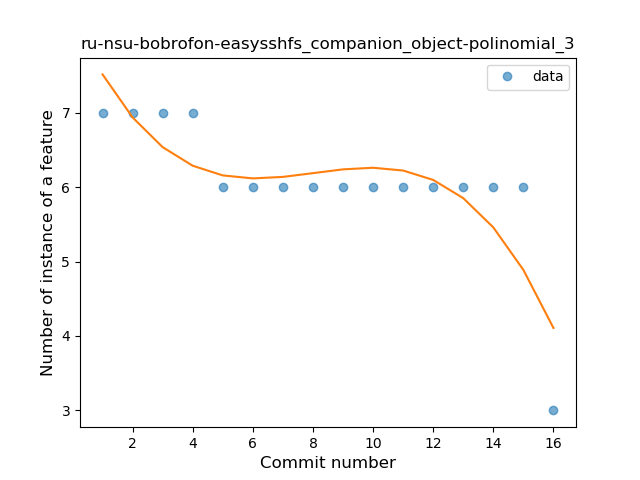 ru-nsu-bobrofon-easysshfs_companion_object-polinomial_3
data
Number of instance of a feature
7
6
5
4
3
2 4 6 8 10 12 14 16
Commit number